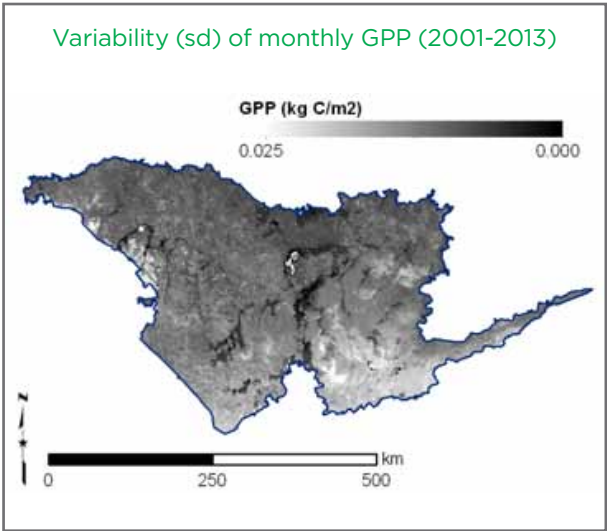 Variability (sd) of monthly GPP (2001-2013)
GPP (kg C/m2)
0.025 0.000
N
km
0 250 500